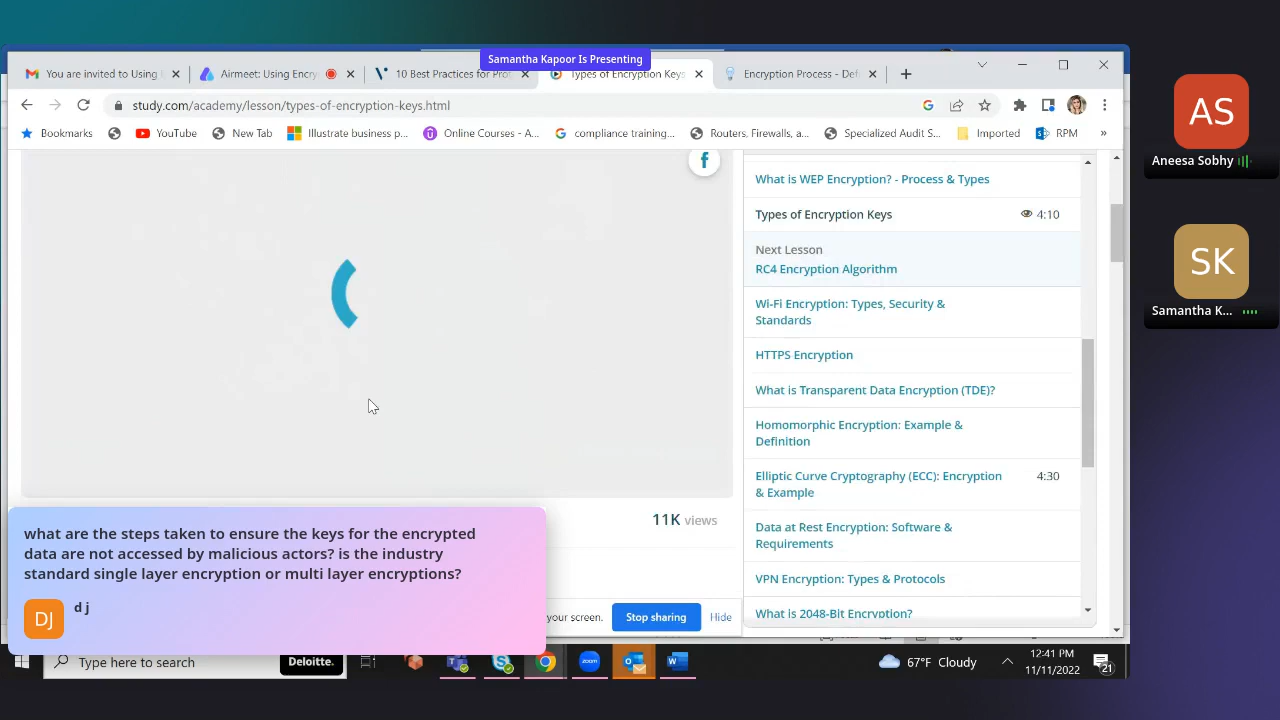 Samantha Kapoor Is Presenting
You are invited to Using
Airmeet: Using Encry
10 Best Practices for Prot
Types of Encryption Keys
Encryption Process - Def
study.com/academy/lesson/types-of-encryption-keys.html
Bookmarks
YouTube
New Tab
Illustrate business p...
Online Courses - A...
compliance training...
Routers, Firewalls, a...
Specialized Audit S...
Imported
RPM
»
What is WEP Encryption? - Process & Types
Types of Encryption Keys
4:10
Next Lesson
RC4 Encryption Algorithm
Wi-Fi Encryption: Types, Security &
Standards
HTTPS Encryption
What is Transparent Data Encryption (TDE)?
Homomorphic Encryption: Example &
Definition
Elliptic Curve Cryptography (ECC): Encryption
& Example
4:30
Data at Rest Encryption: Software &
Requirements
VPN Encryption: Types & Protocols
What is 2048-Bit Encryption?
11K views
what are the steps taken to ensure the keys for the encrypted
data are not accessed by malicious actors? is the industry
standard single layer encryption or multi layer encryptions?
DJ
d j
your screen.
Stop sharing
Hide
Type here to search
Deloitte.
zoom
67°F Cloudy
12:41 PM
11/11/2022
21
AS
Aneesa Sobhy
SK
Samantha K...